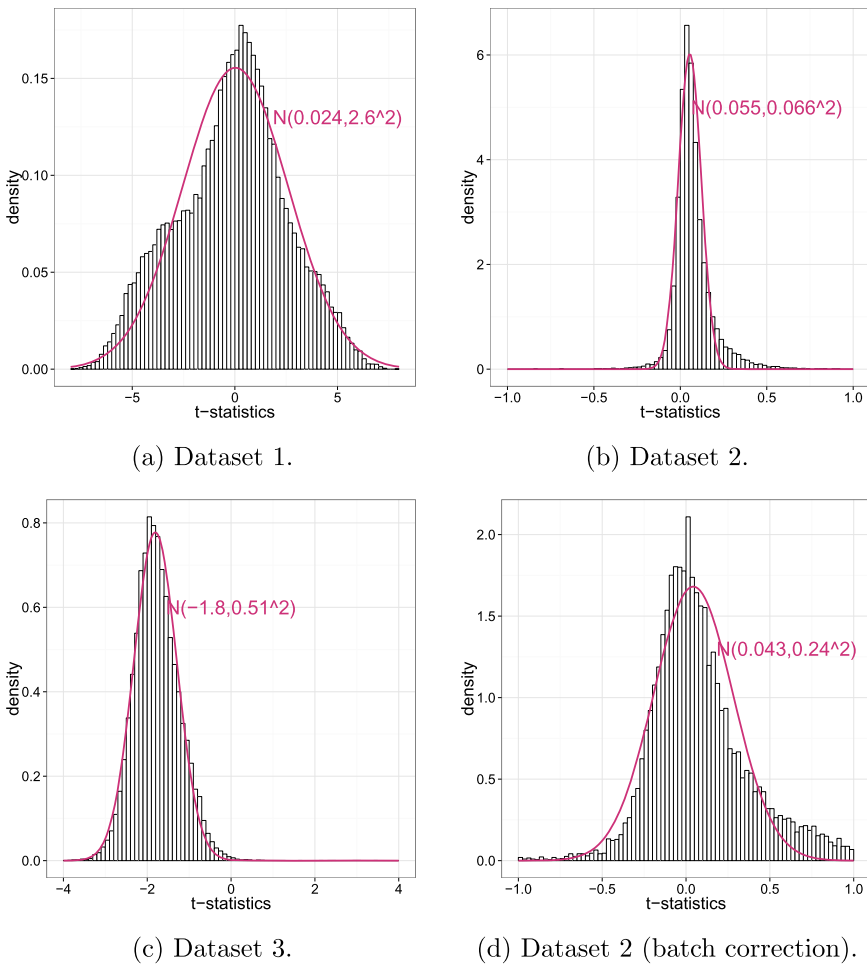 density
0.15
0.10
0.05
0.00
N(0.024,2.6^2)
−5
0
5
t−statistics
(a) Dataset 1.
density
6
4
2
0
N(0.055,0.066^2)
−1.0
−0.5
0.0
0.5
1.0
t−statistics
(b) Dataset 2.
density
0.8
0.6
0.4
0.2
0.0
N(−1.8,0.51^2)
−4
−2
0
2
4
t−statistics
(c) Dataset 3.
density
2.0
1.5
1.0
0.5
0.0
N(0.043,0.24^2)
−1.0
−0.5
0.0
0.5
1.0
t−statistics
(d) Dataset 2 (batch correction).